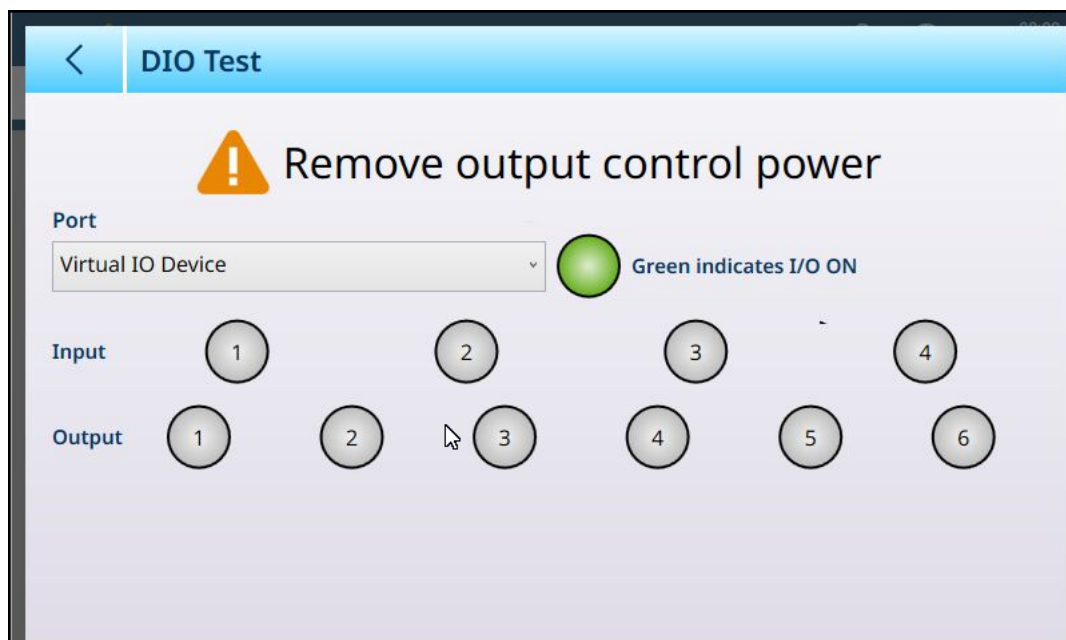 DIO Test
Remove output control power
Port
Virtual IO Device
Green indicates I/O ON
Input 1 2 3 4
Output 1 2 3 4 5 6